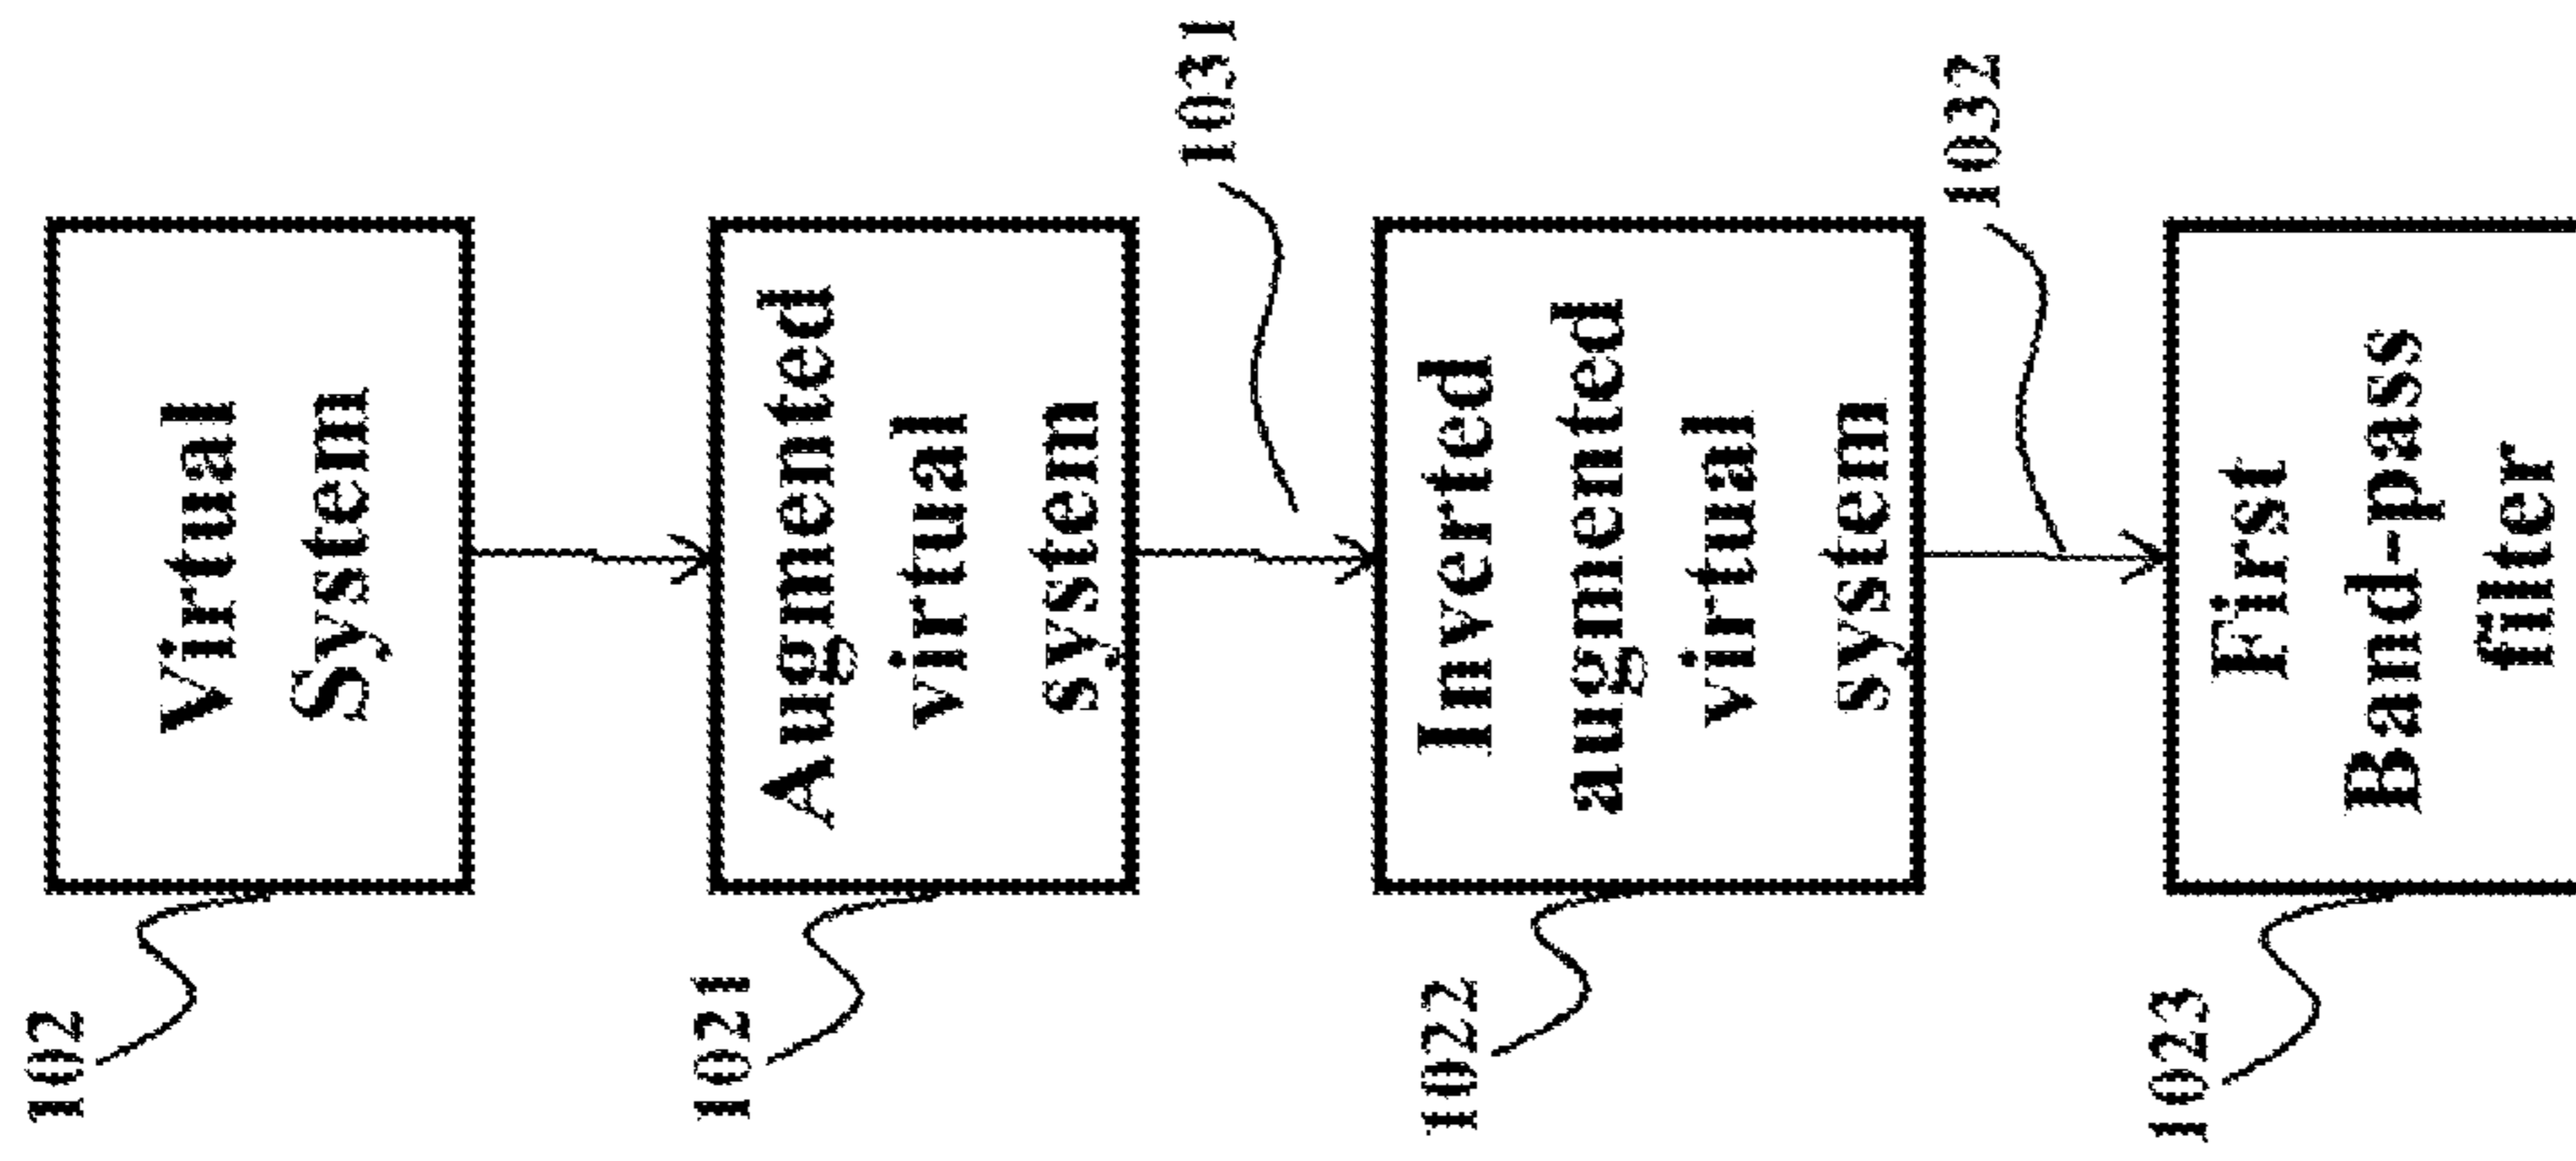 102
Virtual
System
1021
Augmented
virtual
system
1031
1022
Inverted
augmented
virtual
system
1032
1023
First
Band-pass
filter